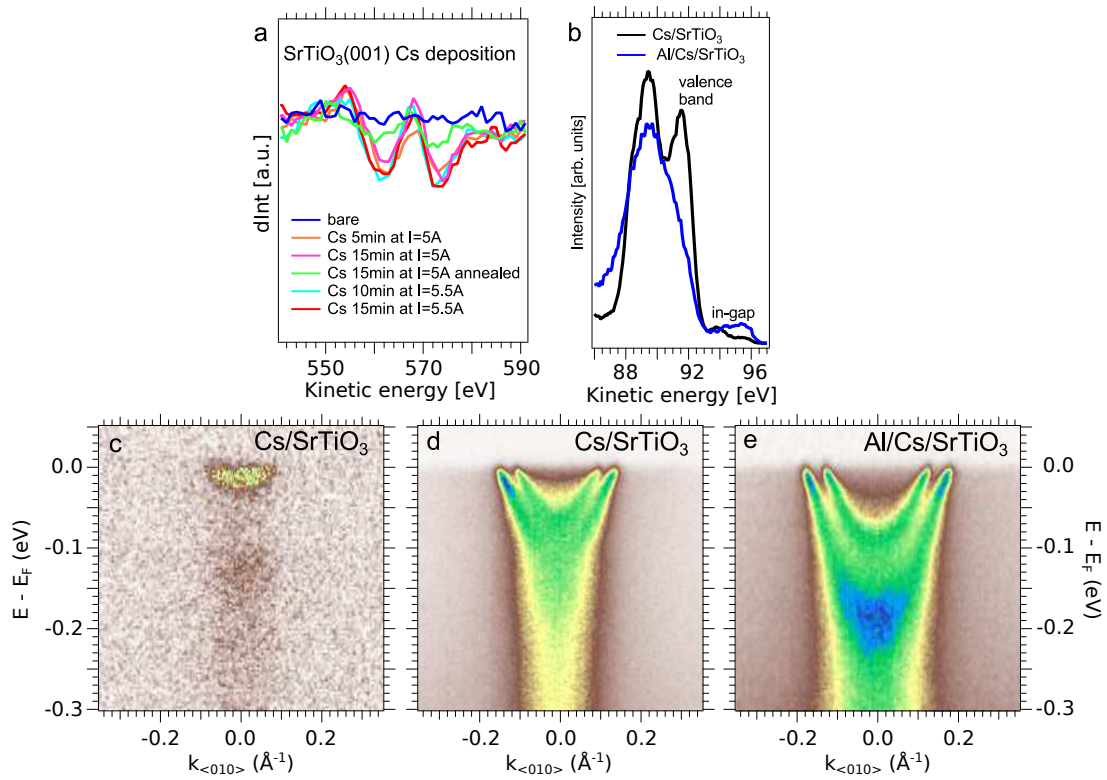 a
SrTiO3(001) Cs deposition
dInt [a.u.]
bare
Cs 5min at I=5A
Cs 15min at I=5A
Cs 15min at I=5A annealed
Cs 10min at I=5.5A
Cs 15min at I=5.5A
550 570 590
Kinetic energy [eV]
b
Cs/SrTiO3
Al/Cs/SrTiO3
valence
band
in-gap
Intensity [arb. units]
88 92 96
Kinetic energy [eV]
c Cs/SrTiO3
d Cs/SrTiO3
e Al/Cs/SrTiO3
E - EF (eV)
0.0
-0.1
-0.2
-0.3
0.0
-0.1
-0.2
-0.3
E - EF (eV)
-0.2 0.0 0.2
-0.2 0.0 0.2
-0.2 0.0 0.2
k<010> (Å-1)
k<010> (Å-1)
k<010> (Å-1)